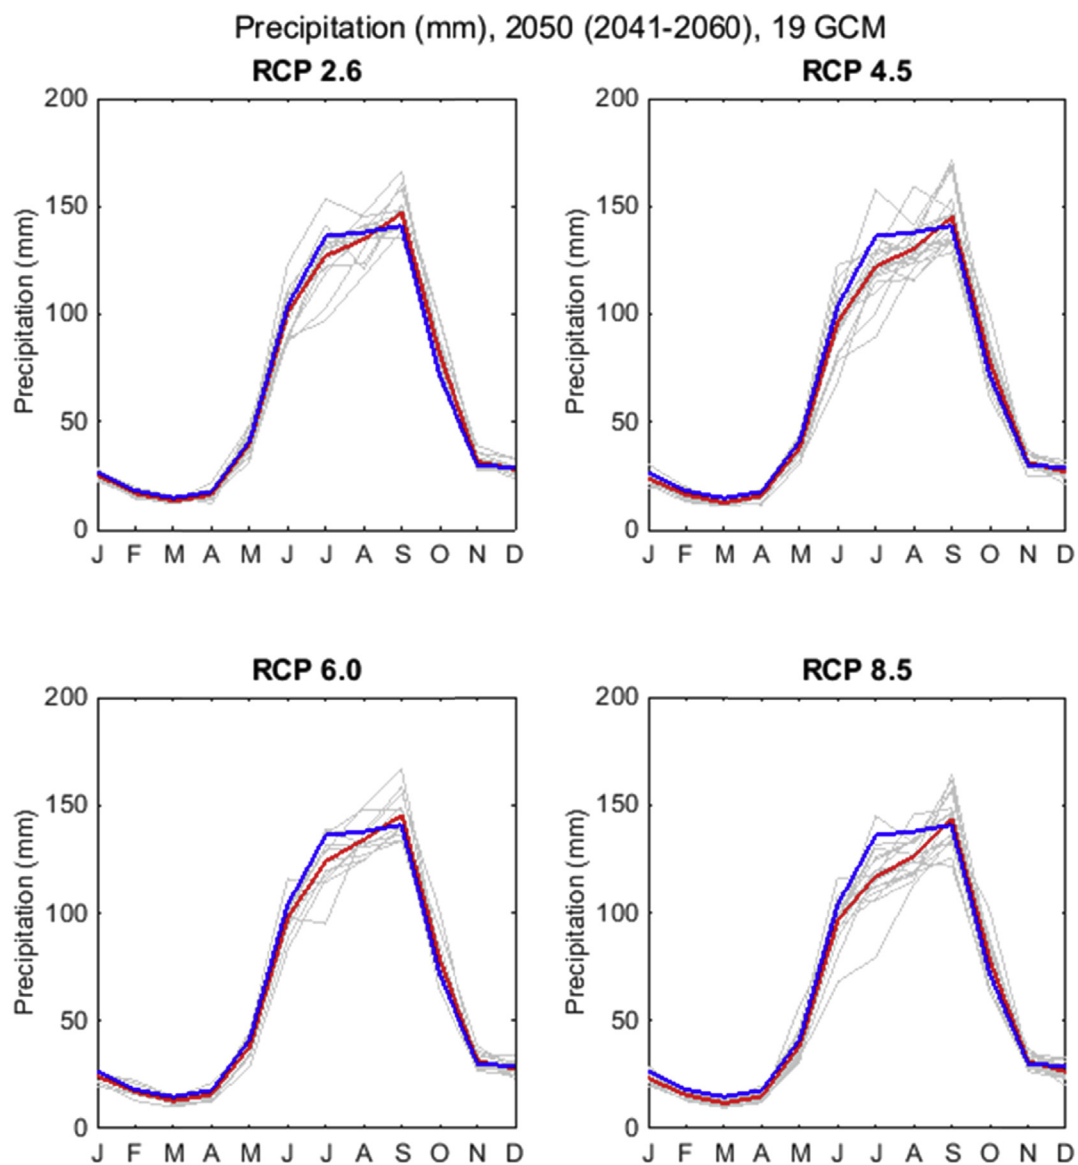 Precipitation (mm), 2050 (2041-2060), 19 GCM
RCP 2.6
200
150
100
50
0
Precipitation (mm)
J F M A M J J A S O N D
RCP 4.5
200
150
100
50
0
Precipitation (mm)
J F M A M J J A S O N D
RCP 6.0
200
150
100
50
0
Precipitation (mm)
J F M A M J J A S O N D
RCP 8.5
200
150
100
50
0
Precipitation (mm)
J F M A M J J A S O N D